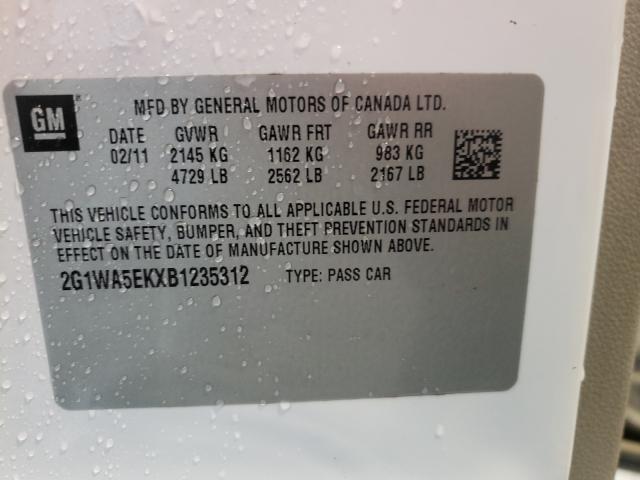 GM
MFD BY GENERAL MOTORS OF CANADA LTD.
DATE GVWR GAWR FRT GAWR RR
02/11 2145 KG 1162 KG 983 KG
4729 LB 2562 LB 2167 LB
THIS VEHICLE CONFORMS TO ALL APPLICABLE U.S. FEDERAL MOTOR
VEHICLE SAFETY, BUMPER, AND THEFT PREVENTION STANDARDS IN
EFFECT ON THE DATE OF MANUFACTURE SHOWN ABOVE.
2G1WA5EKXB1235312 TYPE: PASS CAR